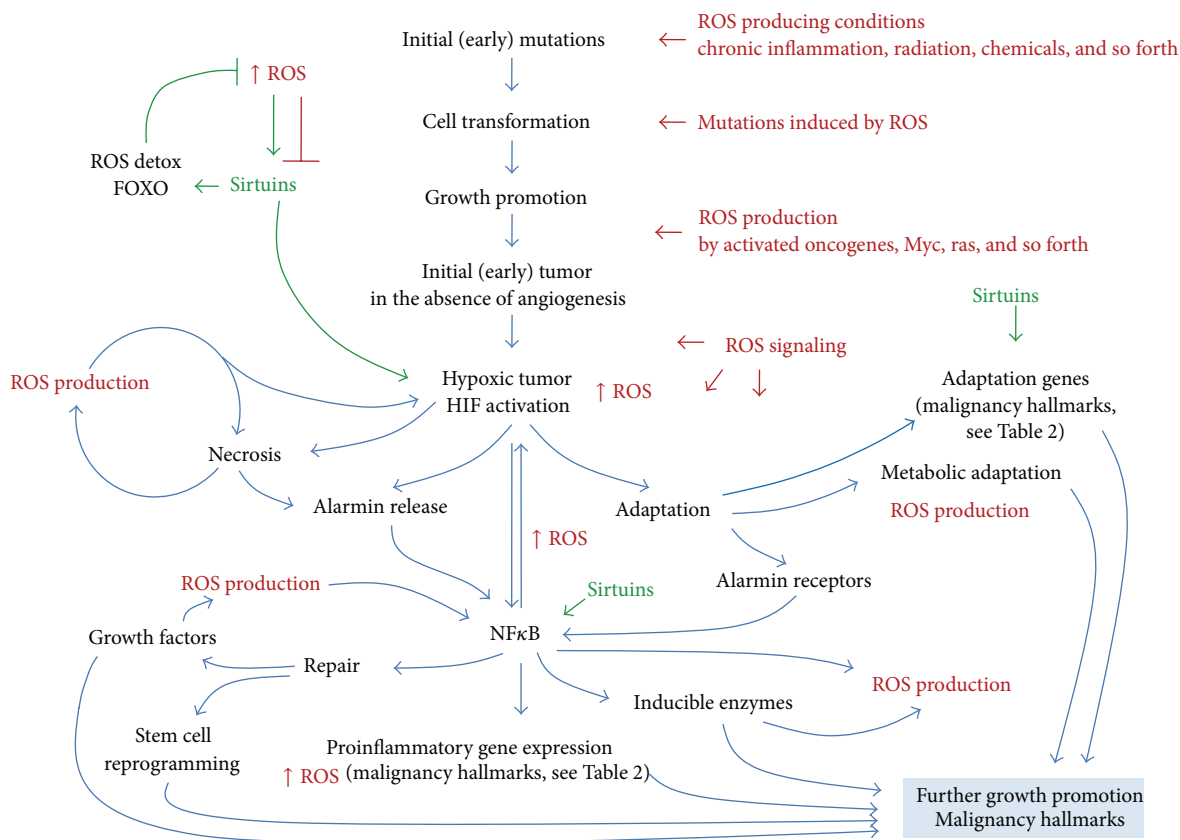 Initial (early) mutations
ROS producing conditions
chronic inflammation, radiation, chemicals, and so forth
↑ ROS
Cell transformation
Mutations induced by ROS
ROS detox
FOXO
Sirtuins
Growth promotion
ROS production
by activated oncogenes, Myc, ras, and so forth
Initial (early) tumor
in the absence of angiogenesis
Sirtuins
ROS signaling
ROS production
Hypoxic tumor
HIF activation
↑ ROS
Adaptation genes
(malignancy hallmarks,
see Table 2)
Necrosis
Metabolic adaptation
Alarmin release
Adaptation
ROS production
↑ ROS
ROS production
Alarmin receptors
Sirtuins
Growth factors
NFκB
Repair
ROS production
Inducible enzymes
Stem cell
reprogramming
Proinflammatory gene expression
↑ ROS (malignancy hallmarks, see Table 2)
Further growth promotion
Malignancy hallmarks